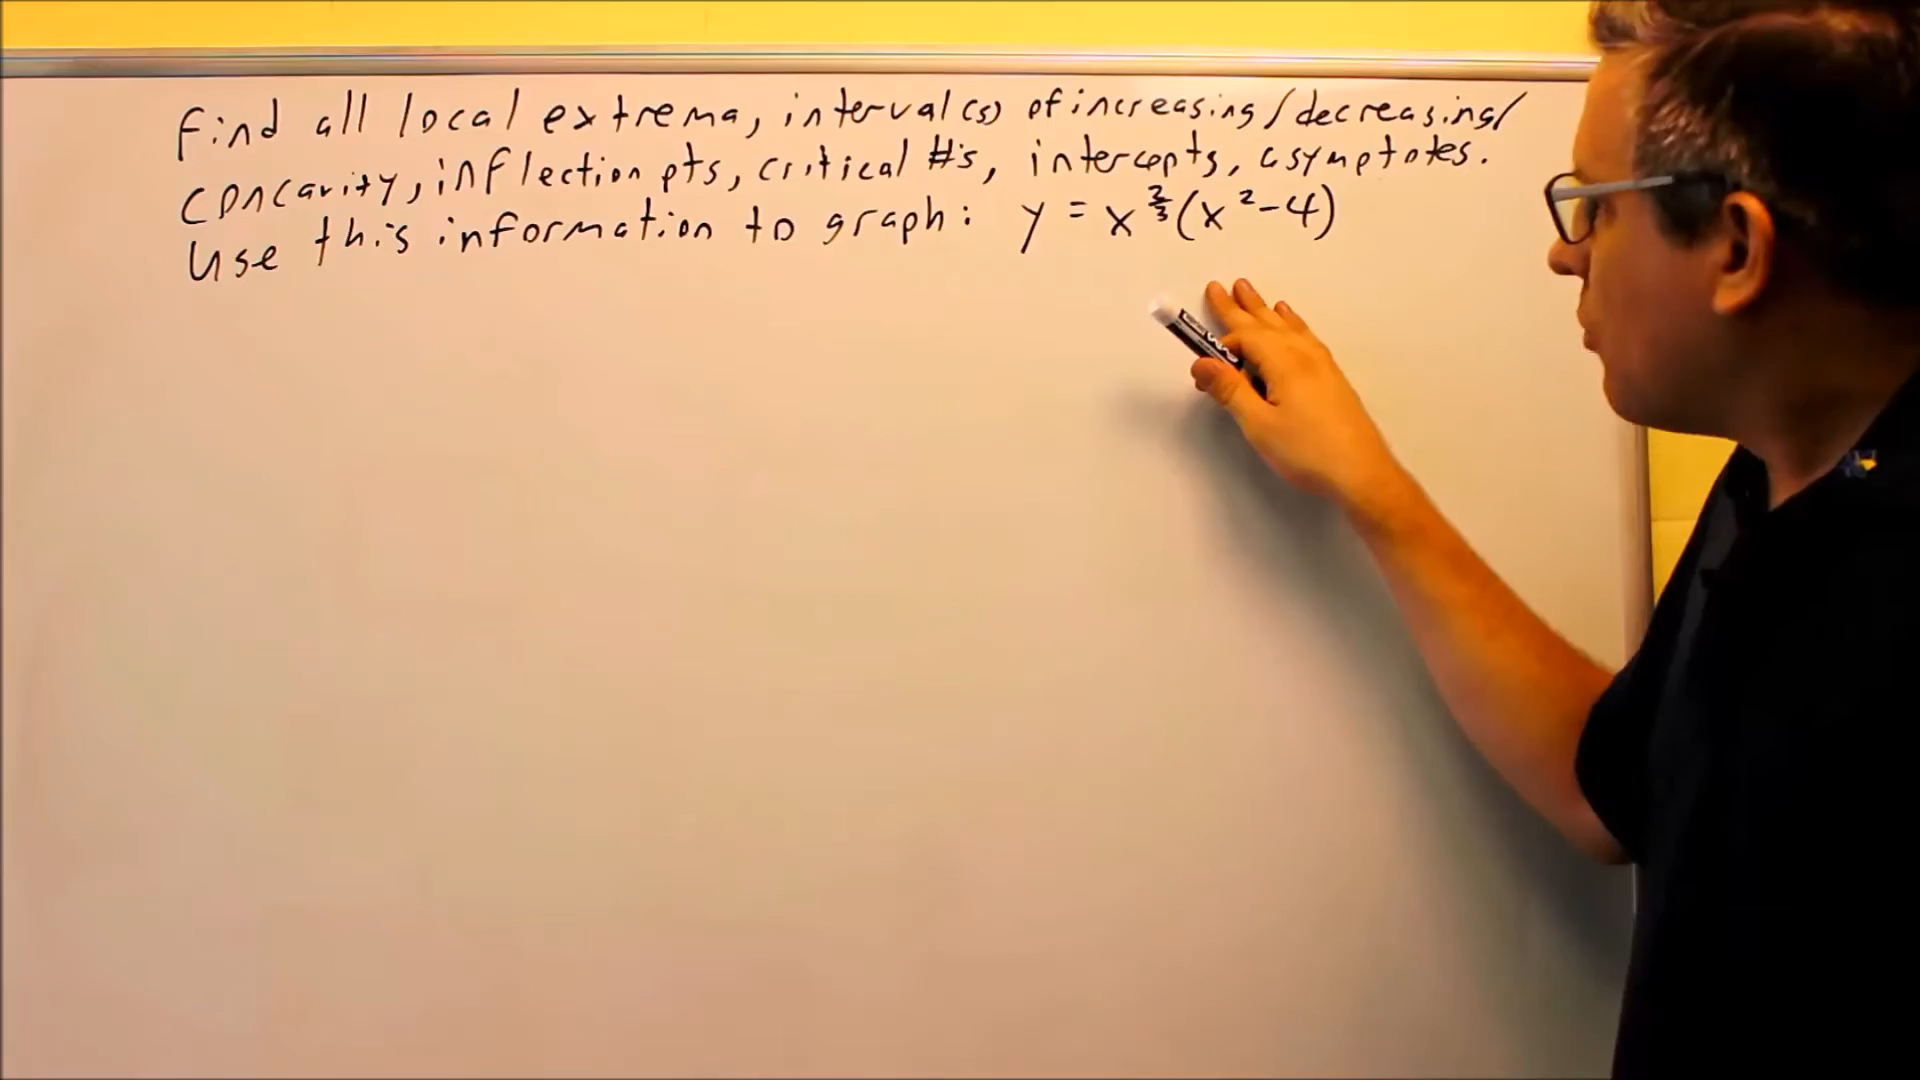 Find all local extrema, interval(s) of increasing/decreasing/
concavity, inflection pts, critical #'s, intercepts, asymptotes.
Use this information to graph: y = x^(2/3)(x²-4)